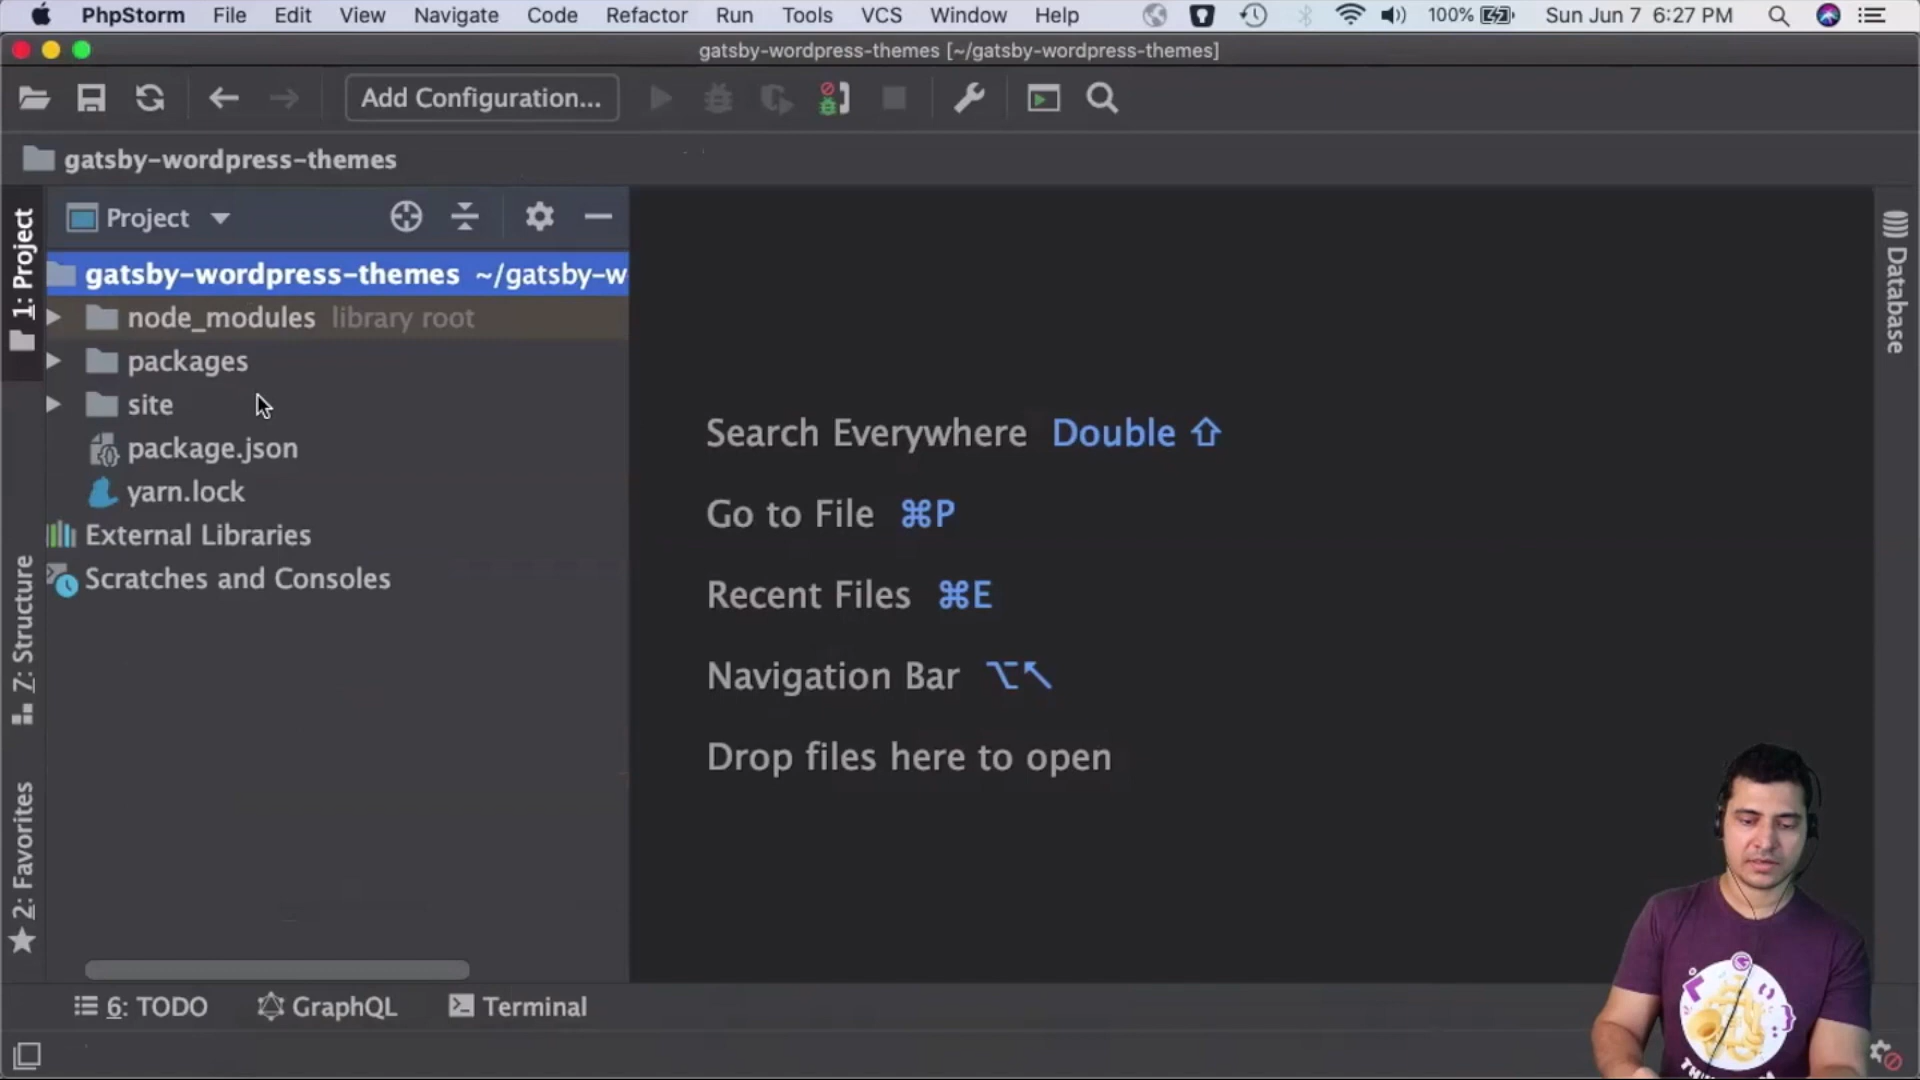 PhpStorm File Edit View Navigate Code Refactor Run Tools VCS Window Help 100% Sun Jun 7 6:27 PM
gatsby-wordpress-themes [~/gatsby-wordpress-themes]
Add Configuration...
gatsby-wordpress-themes
Project
gatsby-wordpress-themes ~/gatsby-w
node_modules library root
packages
site
package.json
yarn.lock
External Libraries
Scratches and Consoles
1: Project
7: Structure
2: Favorites
Search Everywhere Double ⇧
Go to File ⌘P
Recent Files ⌘E
Navigation Bar ⌥↖
Drop files here to open
Database
6: TODO GraphQL Terminal